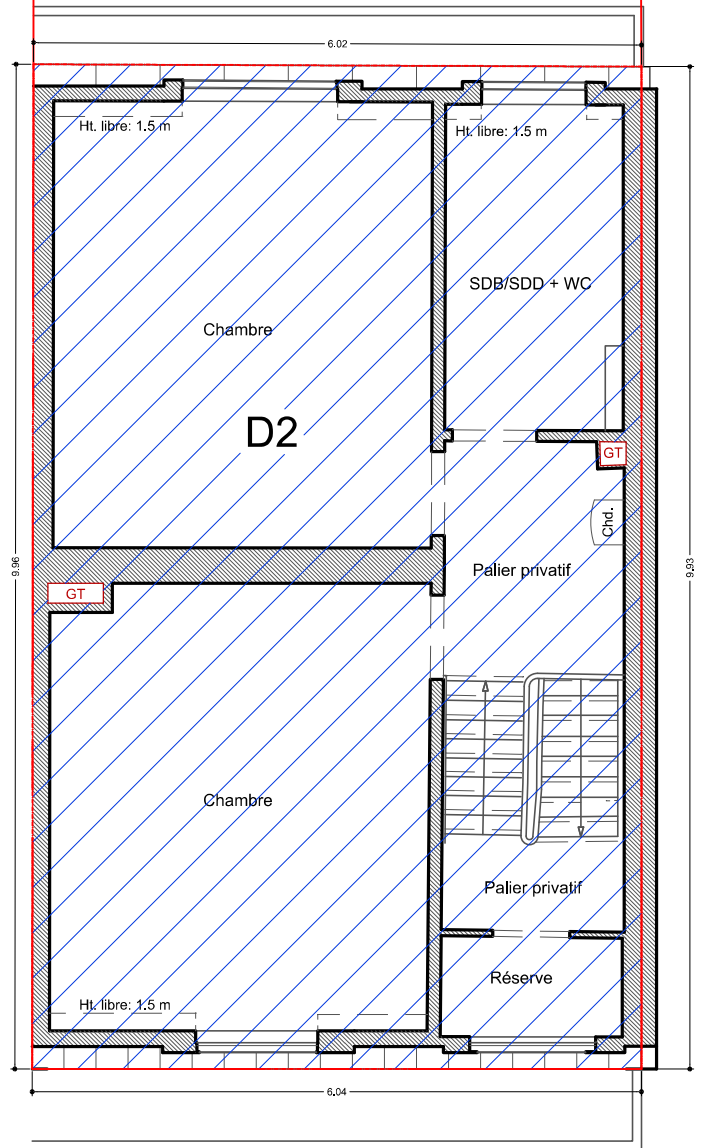 6.02
Ht. libre: 1.5 m
Ht. libre: 1.5 m
SDB/SDD + WC
Chambre
D2
GT
Chd.
9.96
9.93
Palier privatif
GT
Chambre
Palier privatif
Réserve
Ht. libre: 1.5 m
6.04